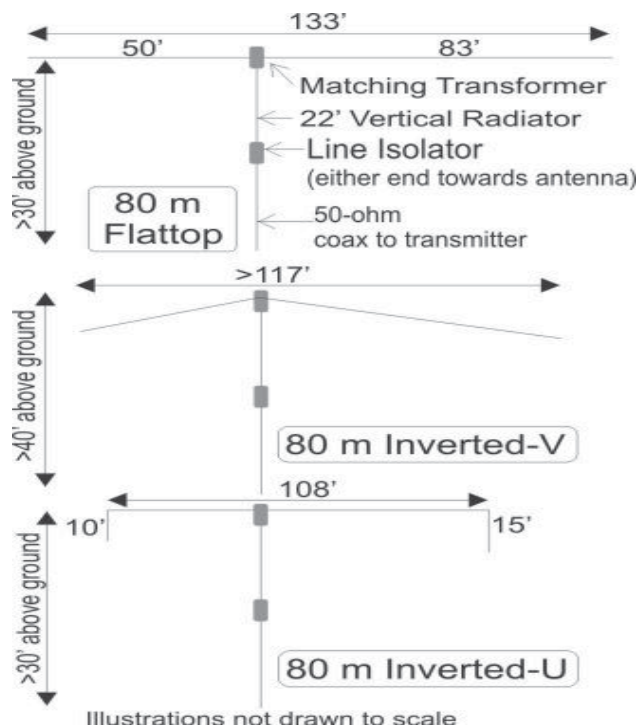 133’
50’ 83’
Matching Transformer
22’ Vertical Radiator
Line Isolator
(either end towards antenna)
50-ohm
coax to transmitter
>30’ above ground
80 m
Flattop
>117’
>40’ above ground
80 m Inverted-V
108’
10’ 15’
>30’ above ground
80 m Inverted-U
Illustrations not drawn to scale